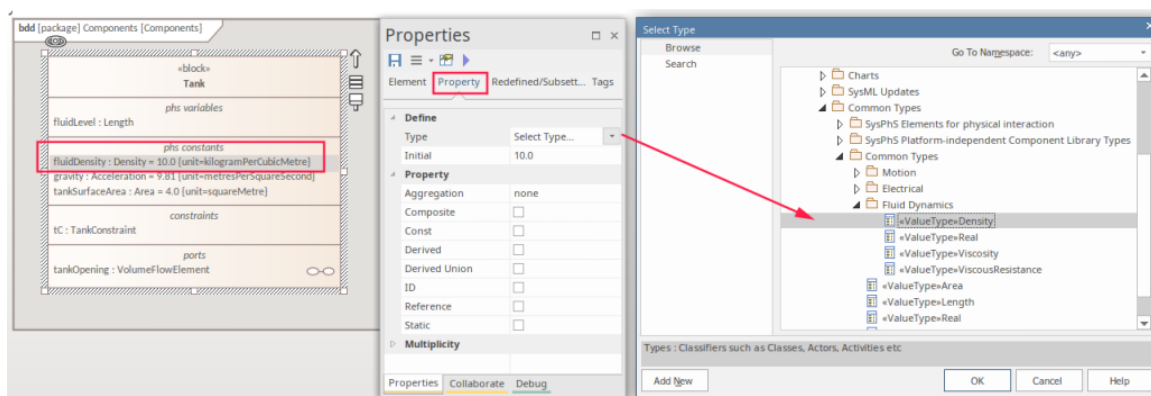 bdd [package] Components [Components]
«block»
Tank
phs variables
fluidLevel : Length
phs constants
fluidDensity : Density = 10.0 {unit=kilogramPerCubicMetre}
gravity : Acceleration = 9.81 {unit=metresPerSquareSecond}
tankSurfaceArea : Area = 4.0 {unit=squareMetre}
constraints
tC : TankConstraint
ports
tankOpening : VolumeFlowElement
Properties
Element Property Redefined/Subsett... Tags
Define
Type Select Type...
Initial 10.0
Property
Aggregation none
Composite
Const
Derived
Derived Union
ID
Reference
Static
Multiplicity
Properties Collaborate Debug
Select Type
Browse
Search
Go To Namespace: <any>
Charts
SysML Updates
Common Types
SysPhS Elements for physical interaction
SysPhS Platform-independent Component Library Types
Common Types
Motion
Electrical
Fluid Dynamics
«ValueType»Density
«ValueType»Real
«ValueType»Viscosity
«ValueType»ViscousResistance
«ValueType»Area
«ValueType»Length
«ValueType»Real
Types : Classifiers such as Classes, Actors, Activities etc
Add New OK Cancel Help